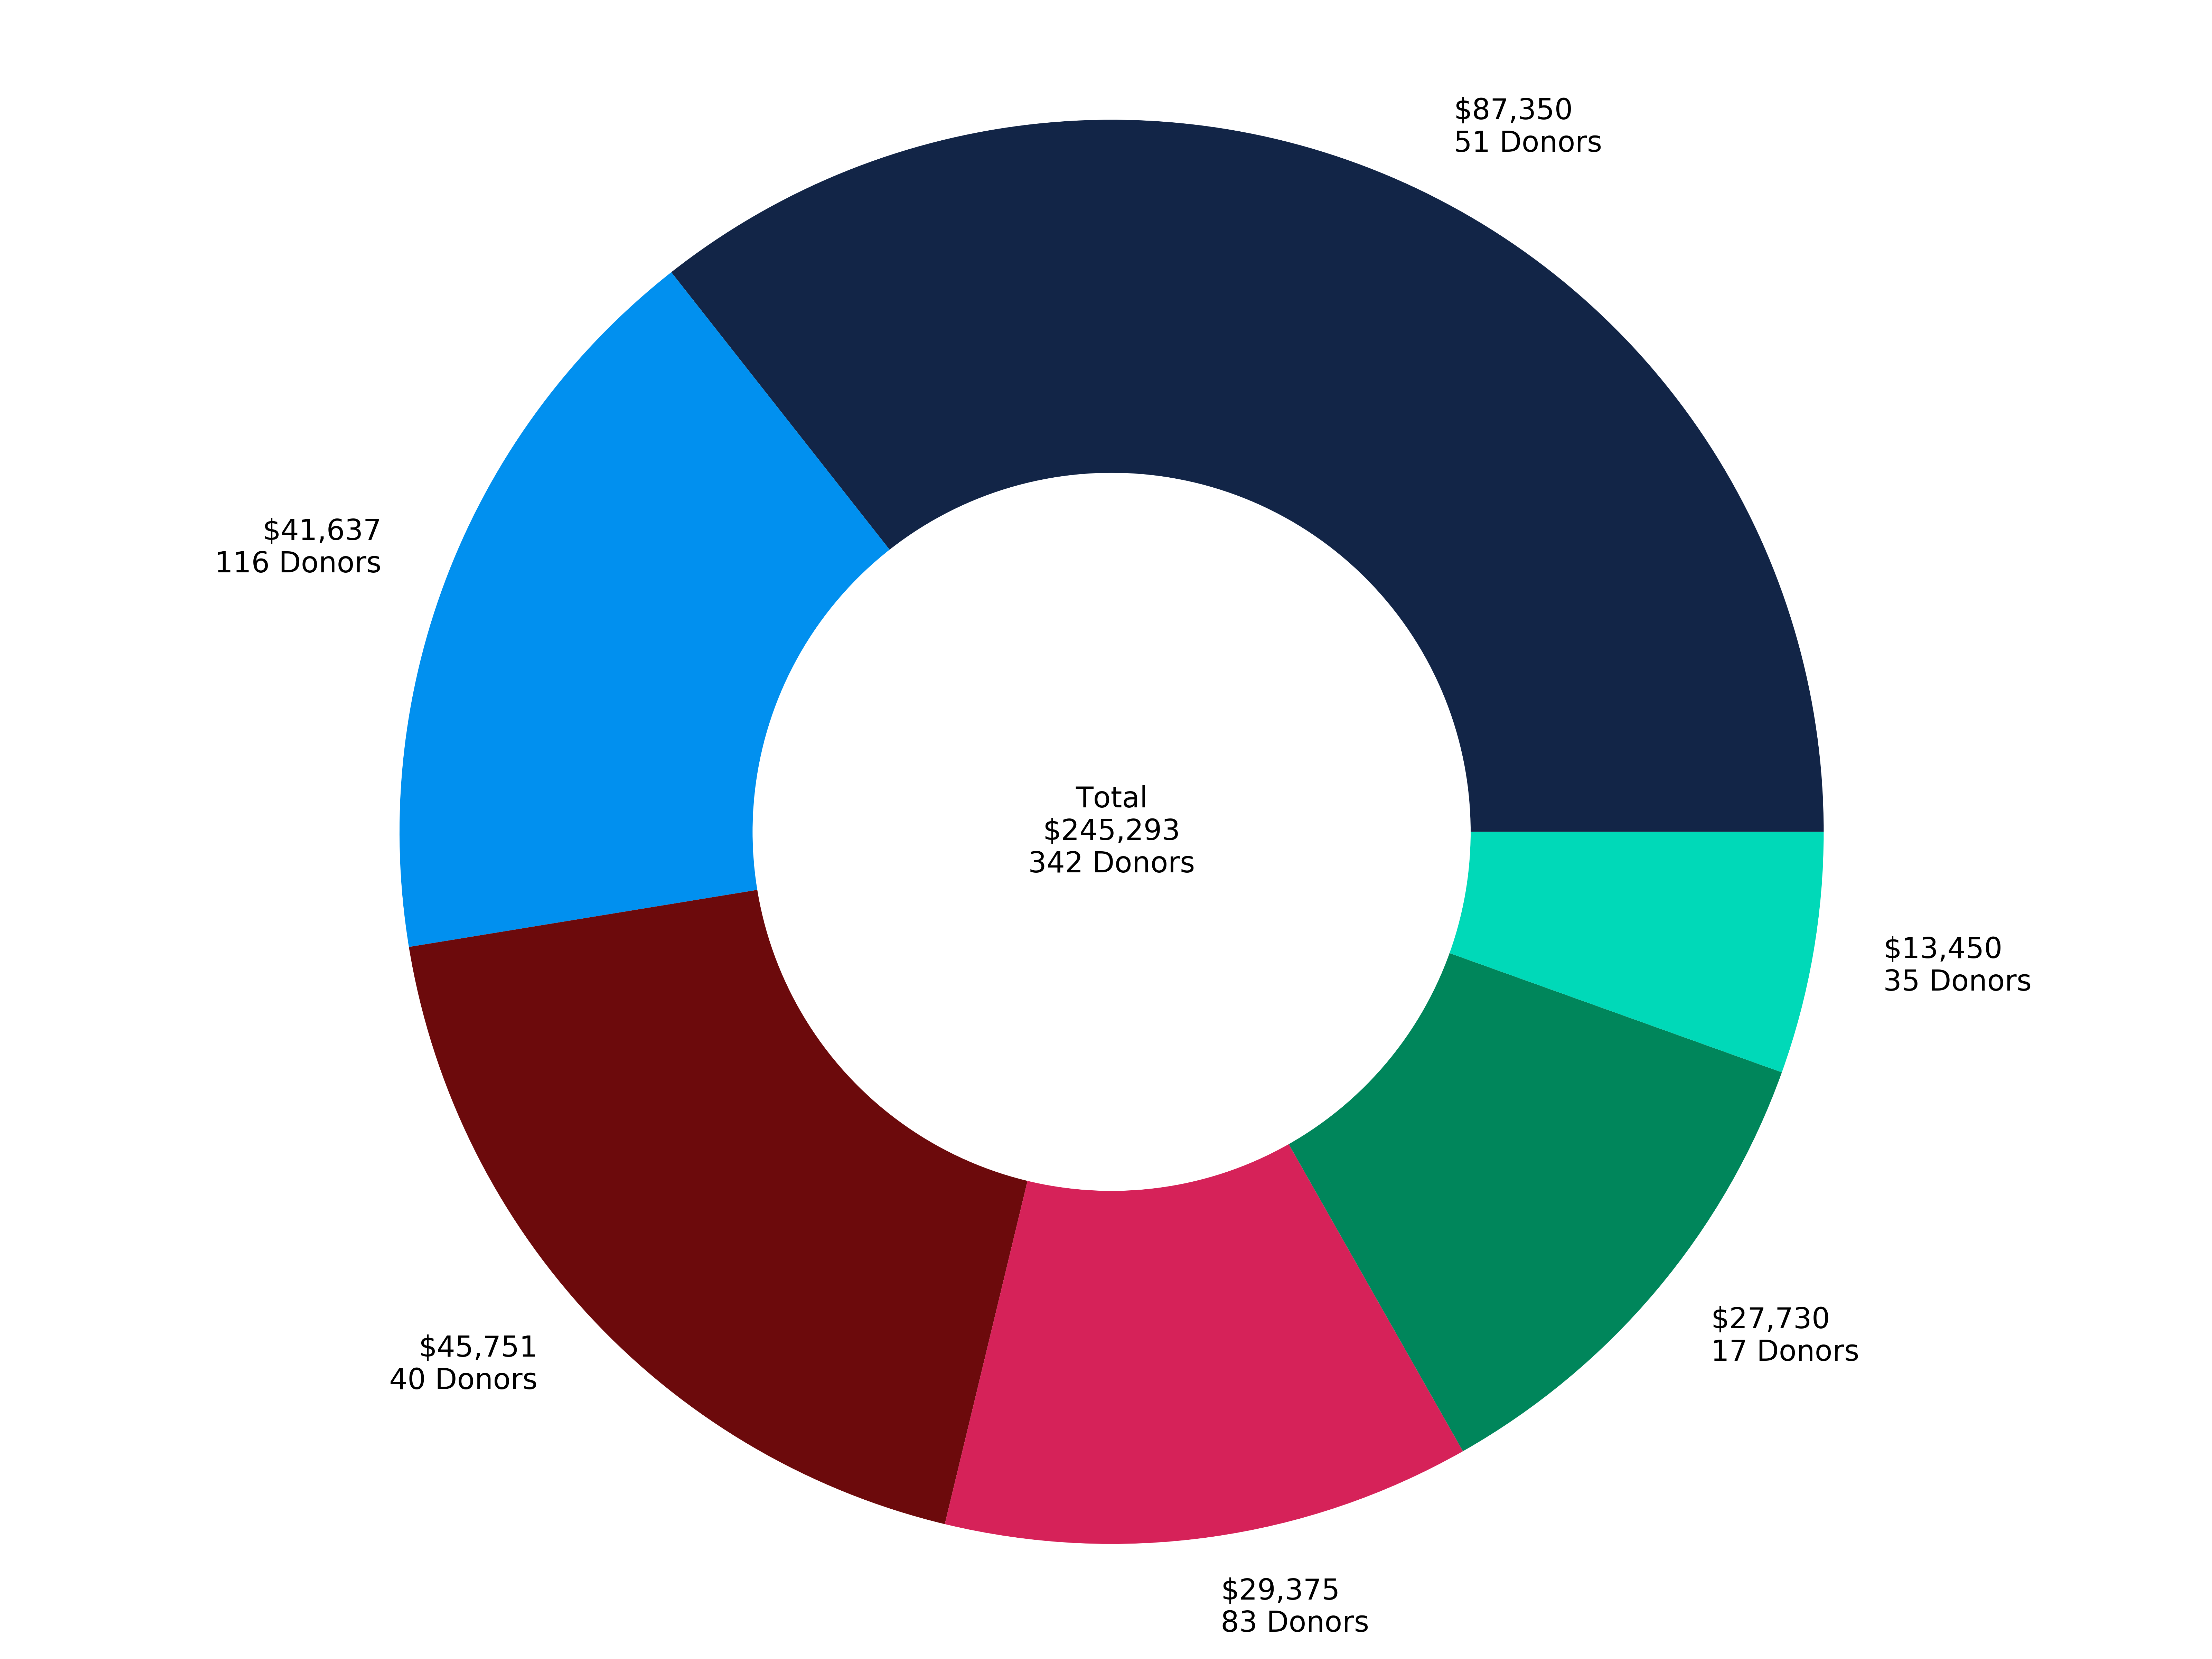 $87,350
51 Donors
$41,637
116 Donors
Total
$245,293
342 Donors
$13,450
35 Donors
$27,730
17 Donors
$45,751
40 Donors
$29,375
83 Donors